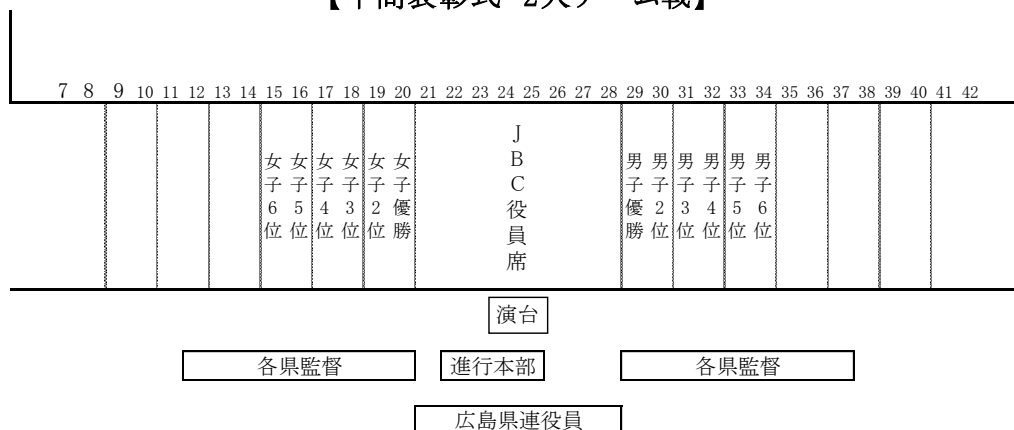 【中間表彰式 2人チーム戦】
7 8 9 10 11 12 13 14 15 16 17 18 19 20 21 22 23 24 25 26 27 28 29 30 31 32 33 34 35 36 37 38 39 40 41 42
女子6位
女子5位
女子4位
女子3位
女子2位
女子優勝
JBC役員席
男子優勝
男子2位
男子3位
男子4位
男子5位
男子6位
演台
各県監督
進行本部
各県監督
広島県連役員